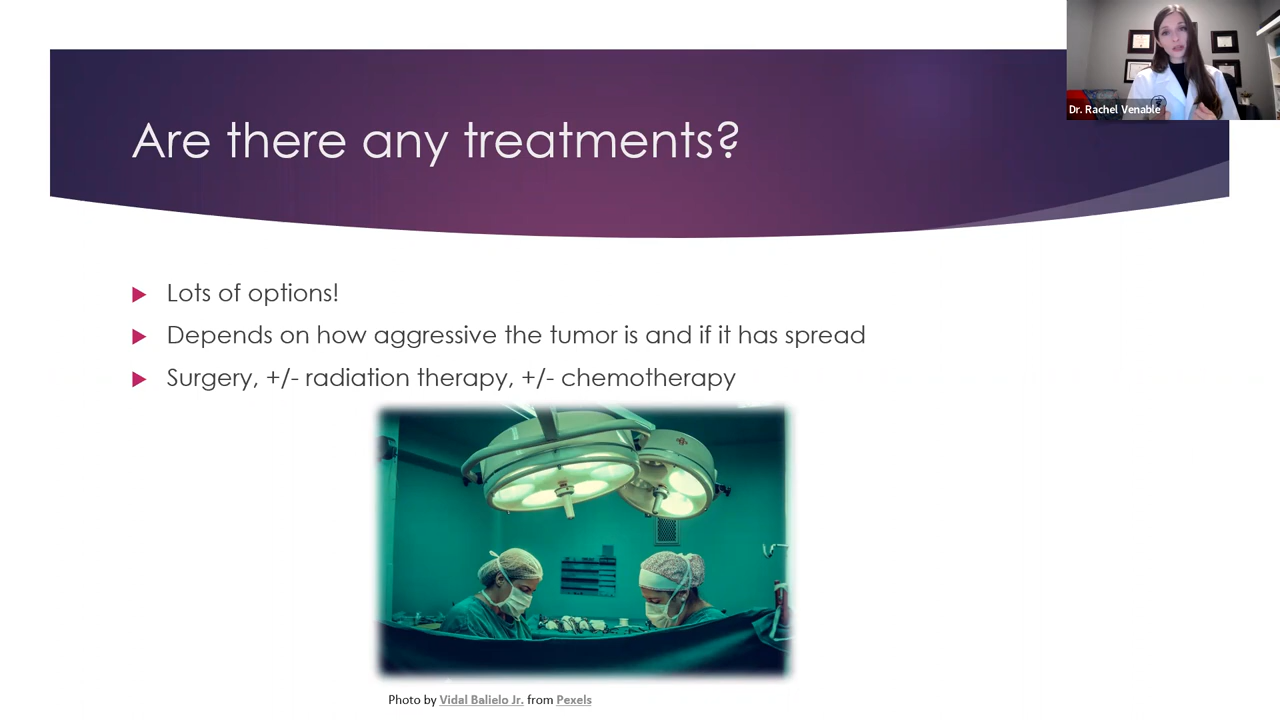 Are there any treatments?
Dr. Rachel Venable
Lots of options!
Depends on how aggressive the tumor is and if it has spread
Surgery, +/- radiation therapy, +/- chemotherapy
Photo by Vidal Balielo Jr. from Pexels